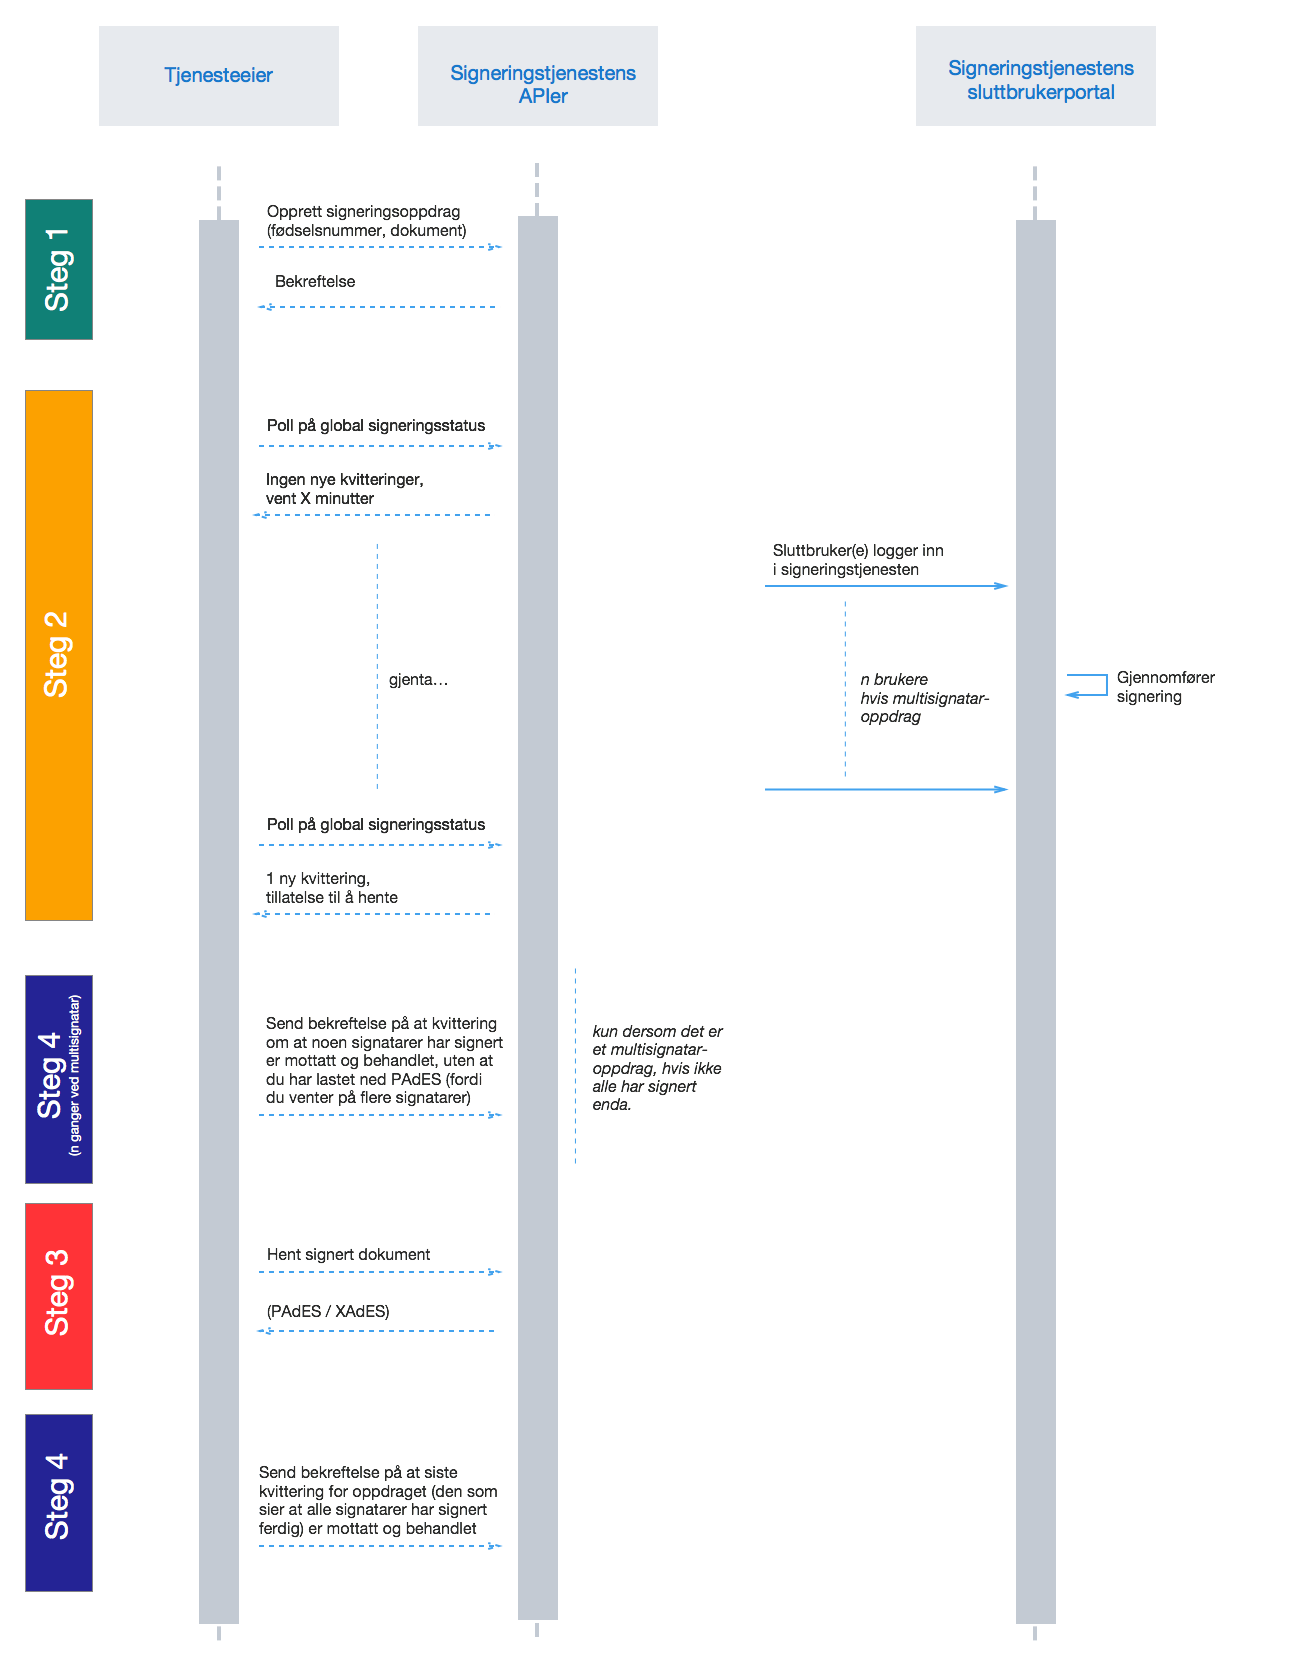 Tjenesteeier
Signeringstjenestens
APIer
Signeringstjenestens
sluttbrukerportal
Steg 1
Opprett signeringsoppdrag
(fødselsnummer, dokument)
Bekreftelse
Steg 2
Poll på global signeringsstatus
Ingen nye kvitteringer,
vent X minutter
Sluttbruker(e) logger inn
i signeringstjenesten
gjenta…
n brukere
hvis multisignatar-
oppdrag
Gjennomfører
signering
Poll på global signeringsstatus
1 ny kvittering,
tillatelse til å hente
Steg 4
(n ganger ved multisignatar)
Send bekreftelse på at kvittering
om at noen signatarer har signert
er mottatt og behandlet, uten at
du har lastet ned PAdES (fordi
du venter på flere signatarer)
kun dersom det er
et multisignatar-
oppdrag, hvis ikke
alle har signert
enda.
Steg 3
Hent signert dokument
(PAdES / XAdES)
Steg 4
Send bekreftelse på at siste
kvittering for oppdraget (den som
sier at alle signatarer har signert
ferdig) er mottatt og behandlet